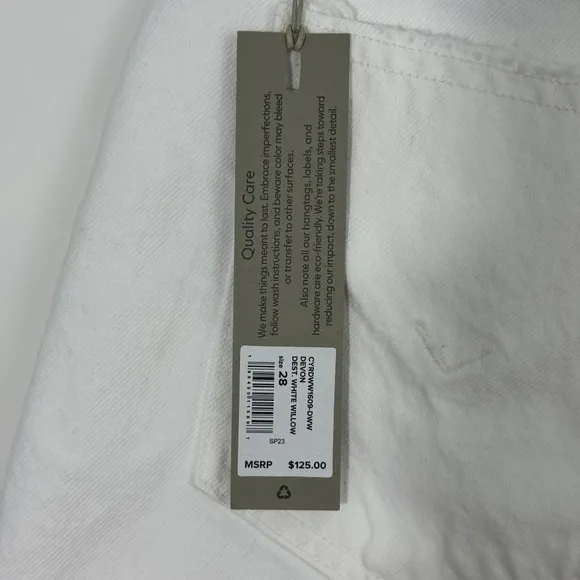 Quality Care
We make things meant to last. Embrace imperfections,
follow wash instructions, and beware color may bleed
or transfer to other surfaces.
Also note all our hangtags, labels, and
hardware are eco-friendly. We're taking steps toward
reducing our impact, down to the smallest detail.
CYRDWW1609-DWW
DEVON
DEST. WHITE WILLOW
size 28
SP23
MSRP $125.00